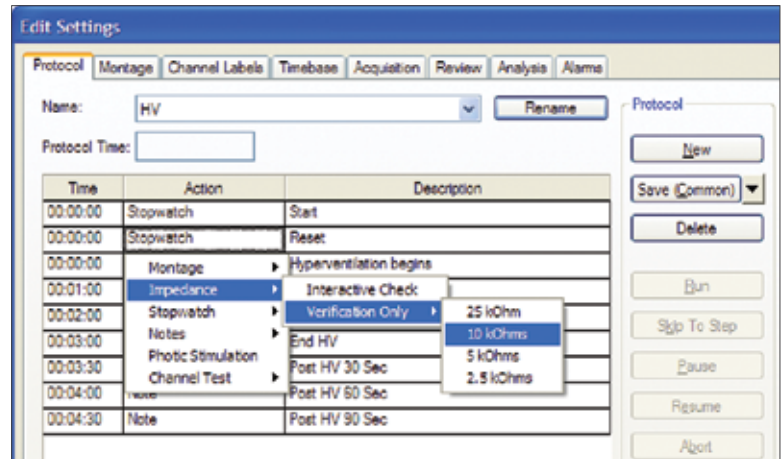 Edit Settings
Protocol Montage Channel Labels Timebase Acquisition Review Analysis Alarms
Name: HV Rename
Protocol Time:
Time Action Description
00:00:00 Stopwatch Start
00:00:00 Stopwatch Reset
00:00:00 Hyperventilation begins
00:01:00
00:02:00
00:03:00 End HV
00:03:30 Post HV 30 Sec
00:04:00 Note Post HV 60 Sec
00:04:30 Note Post HV 90 Sec
Montage
Impedance
Stopwatch
Notes
Photic Stimulation
Channel Test
Interactive Check
Verification Only
25 kOhm
10 kOhms
5 kOhms
2.5 kOhms
Protocol
New
Save (Common)
Delete
Run
Skip To Step
Pause
Resume
Abort